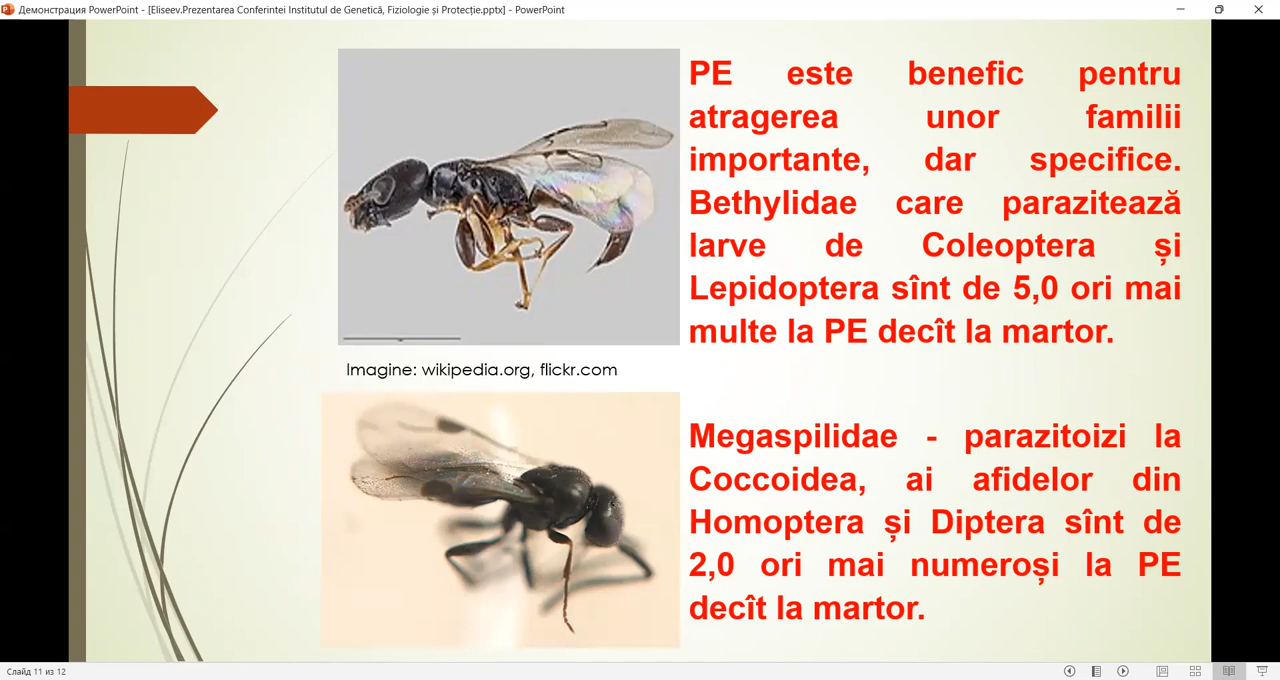 Демонстрация PowerPoint - [Eliseev.Prezentarea Conferintei Institutul de Genetică, Fiziologie și Protecție.pptx] - PowerPoint
PE este benefic pentru
atragerea unor familii
importante, dar specifice.
Bethylidae care parazitează
larve de Coleoptera și
Lepidoptera sînt de 5,0 ori mai
multe la PE decît la martor.
Imagine: wikipedia.org, flickr.com
Megaspilidae - parazitoizi la
Coccoidea, ai afidelor din
Homoptera și Diptera sînt de
2,0 ori mai numeroși la PE
decît la martor.
Слайд 11 из 12